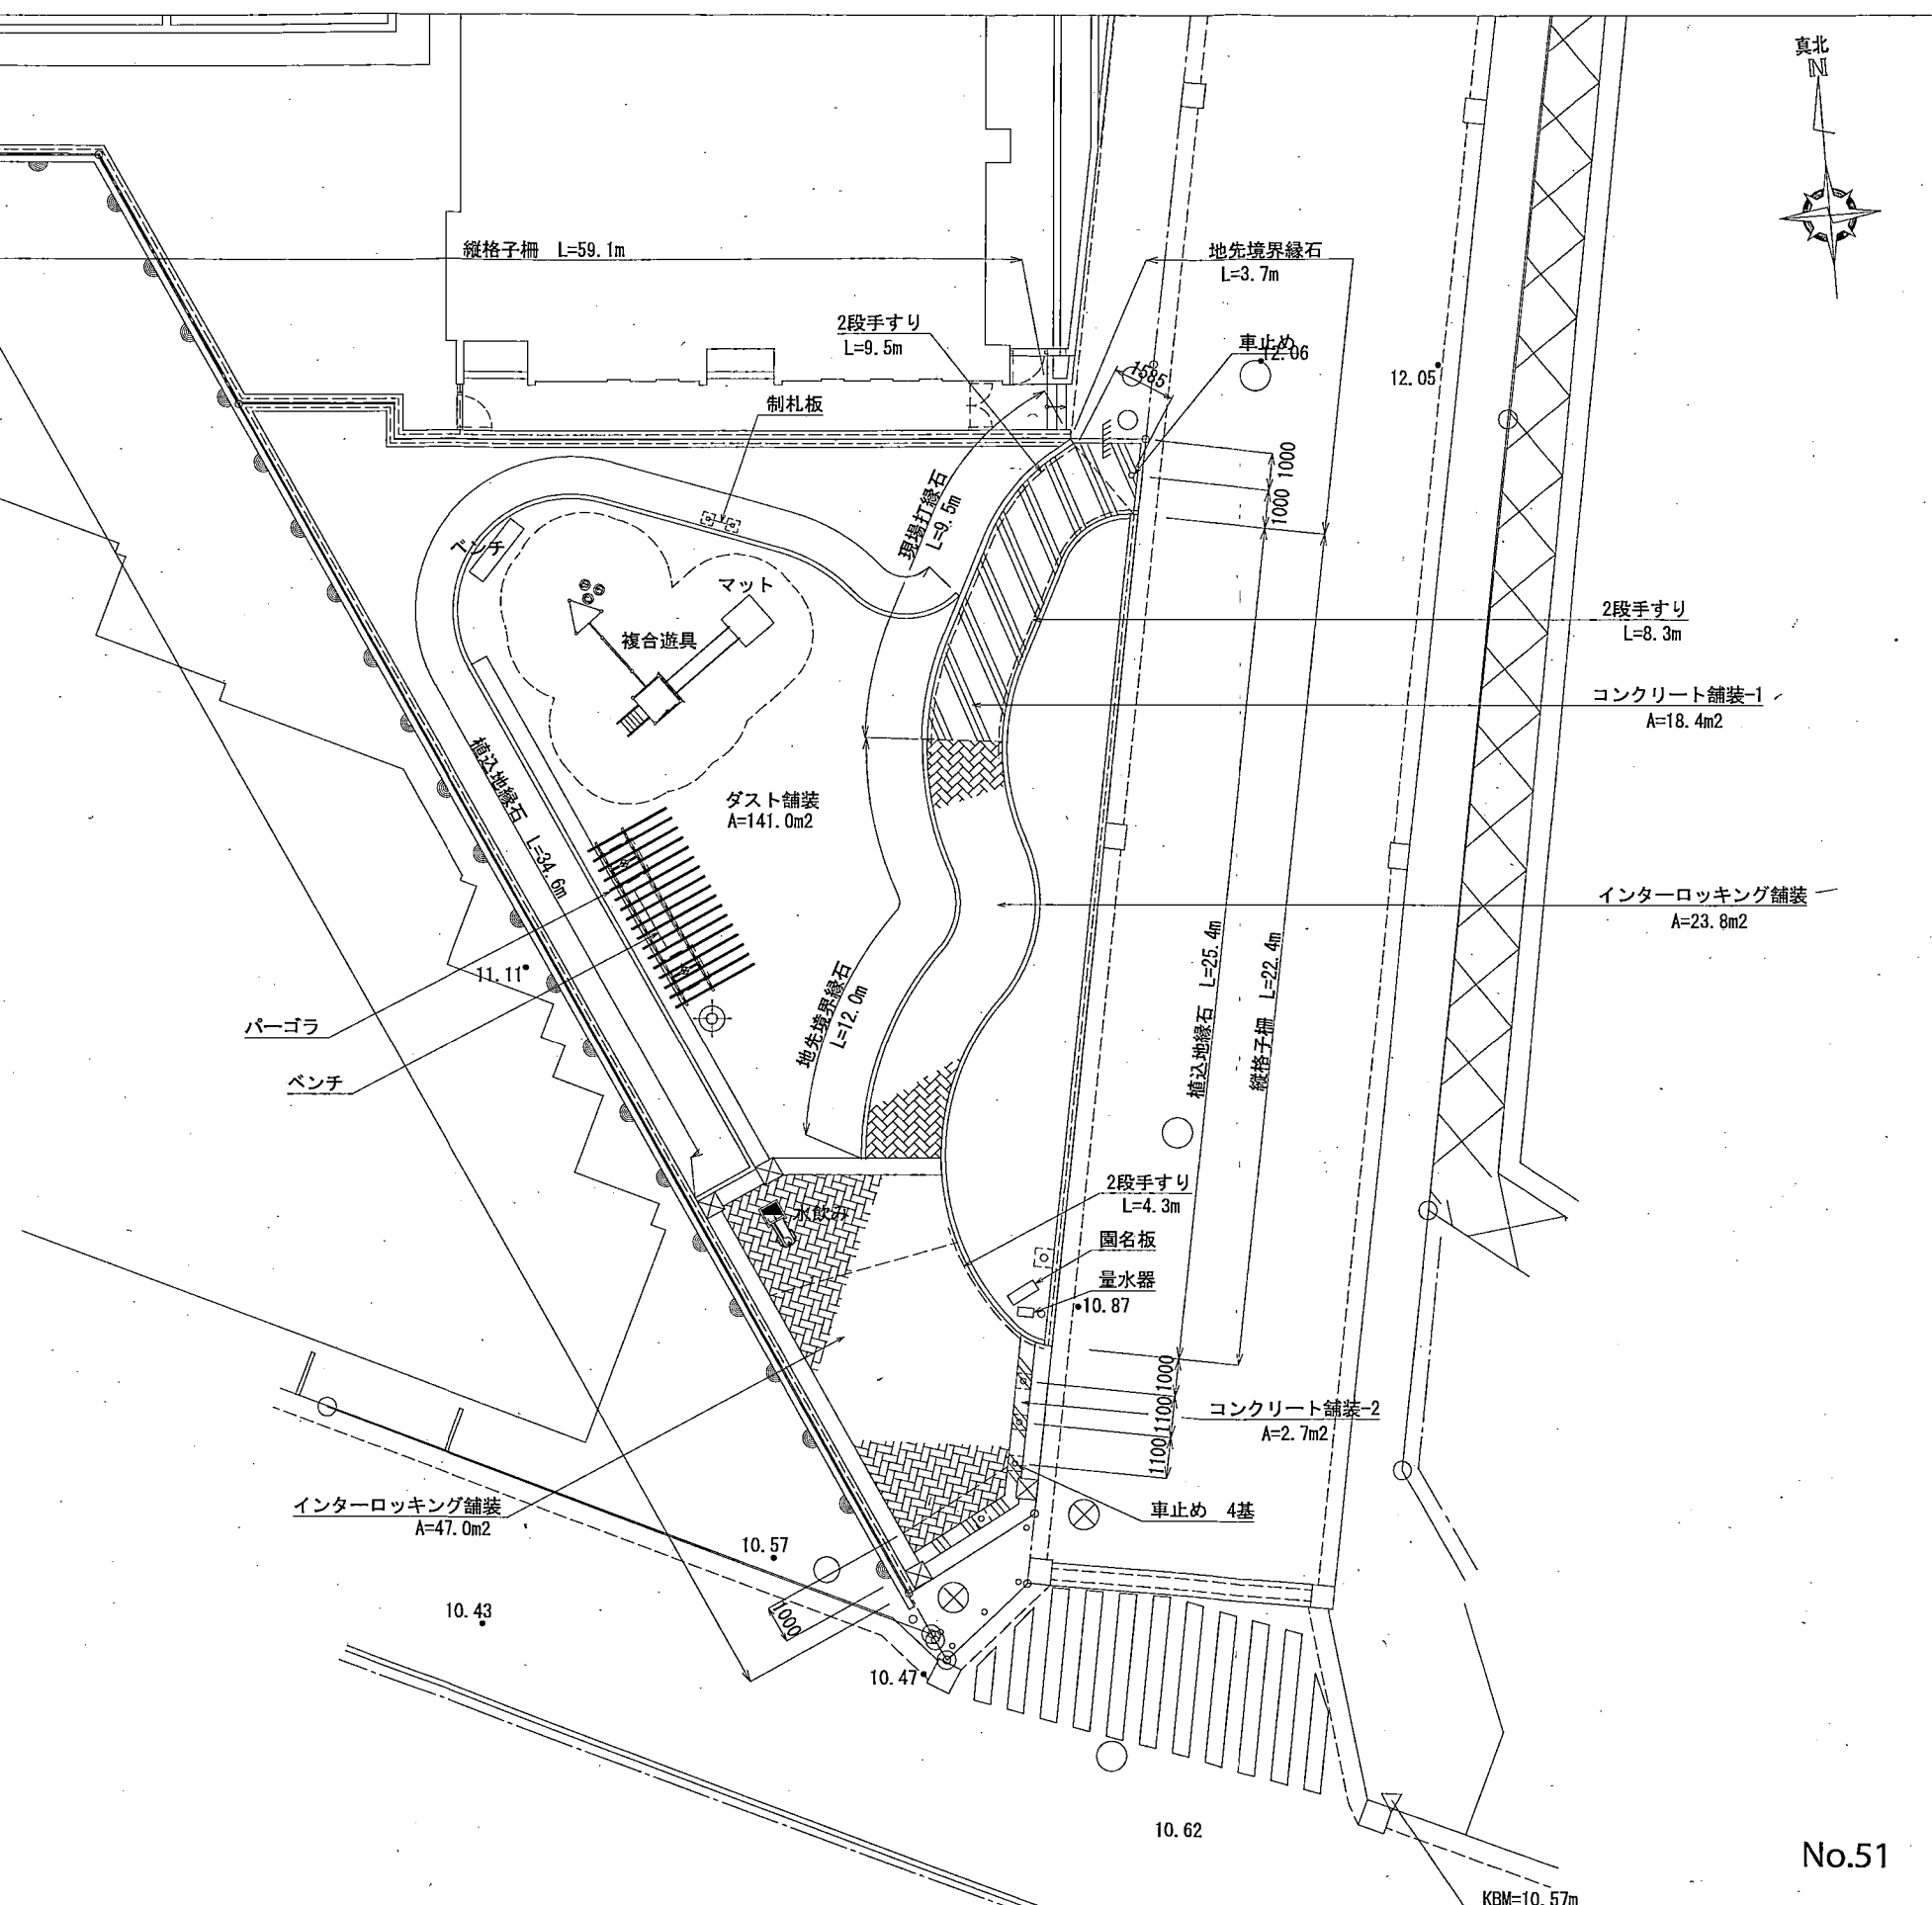 真北
N
縦格子柵 L=59.1m
地先境界縁石
L=3.7m
2段手すり
L=9.5m
車止め
12.06
12.05
1585
制札板
1000
1000
現場打縁石
L=9.5m
ベンチ
マット
複合遊具
2段手すり
L=8.3m
コンクリート舗装-1
A=18.4m2
植込地縁石 L=34.6m
ダスト舗装
A=141.0m2
インターロッキング舗装
A=23.8m2
11.11
地先境界縁石
L=12.0m
植込地縁石 L=25.4m
縦格子柵 L=22.4m
パーゴラ
ベンチ
水飲み
2段手すり
L=4.3m
園名板
量水器
10.87
1000
1100
1100
コンクリート舗装-2
A=2.7m2
インターロッキング舗装
A=47.0m2
車止め 4基
10.57
10.43
1000
10.47
10.62
No.51
KBM=10.57m